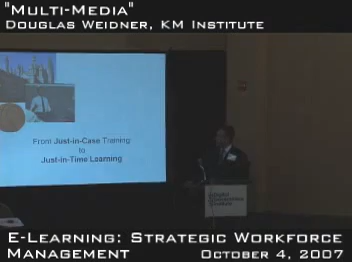 "Multi-Media"
Douglas Weidner, KM Institute
From Just-in-Case Training
to
Just-in-Time Learning
E-Learning: Strategic Workforce
Management October 4, 2007